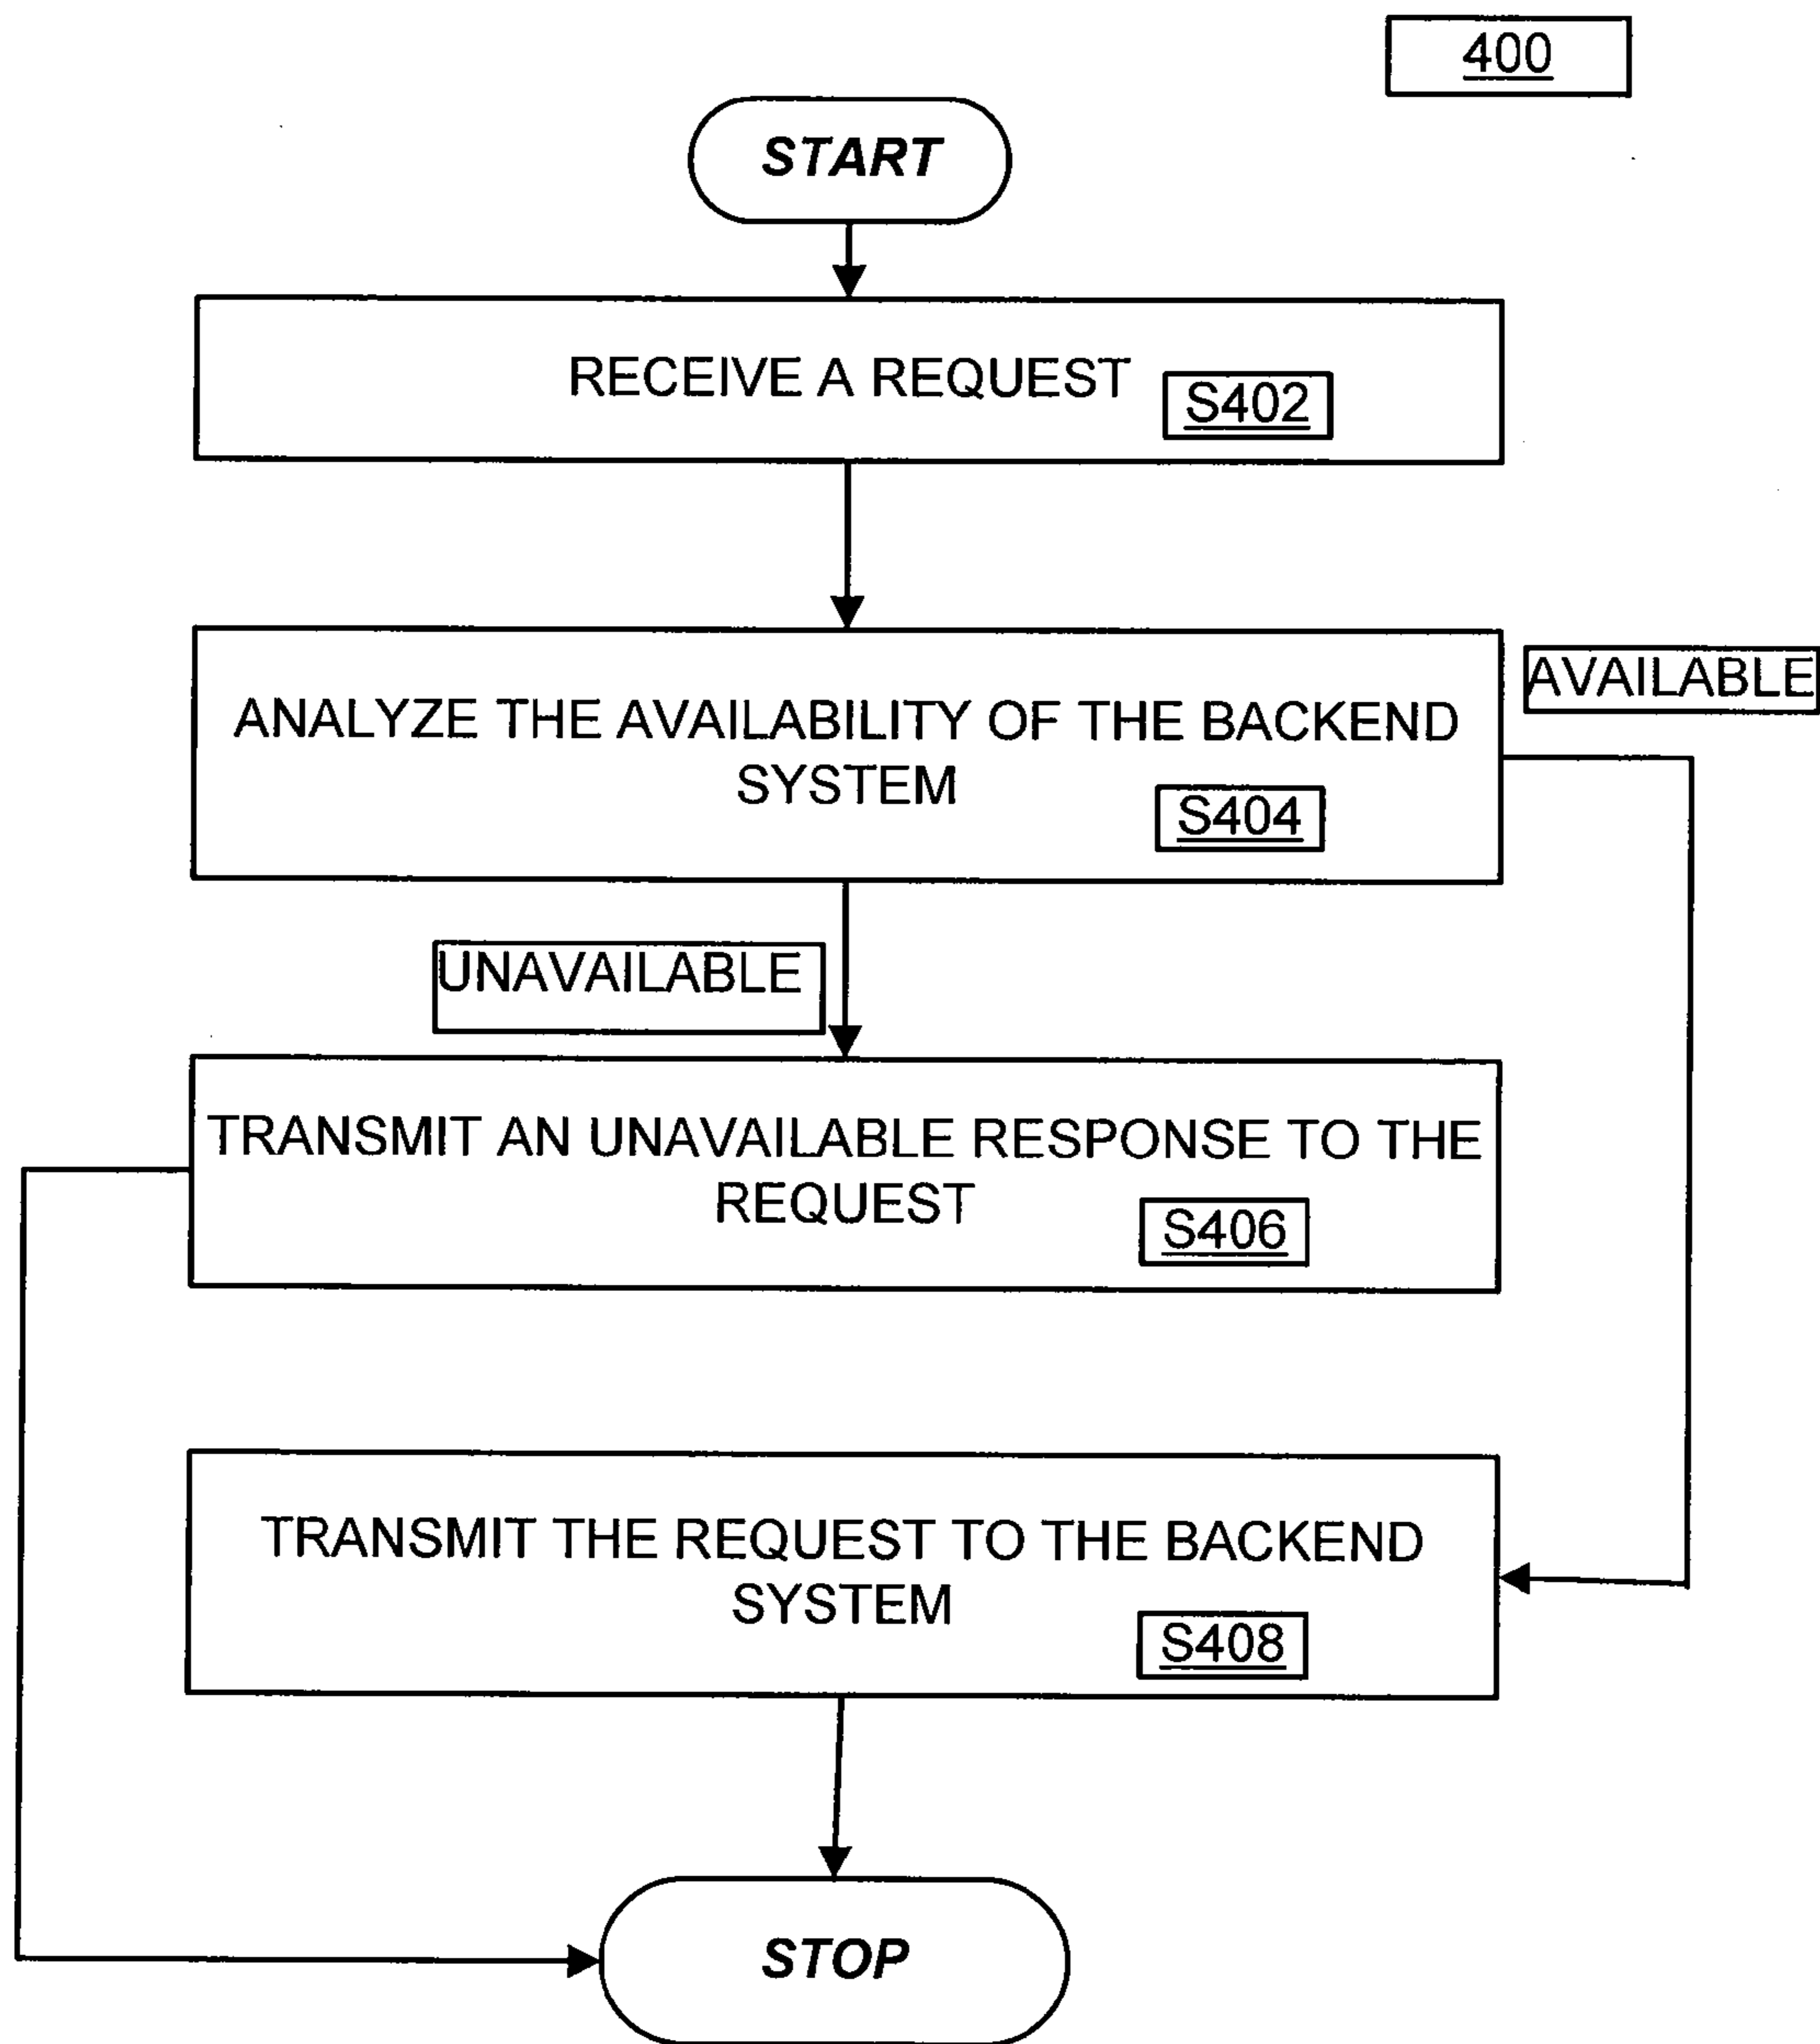 400
START
RECEIVE A REQUEST
S402
ANALYZE THE AVAILABILITY OF THE BACKEND
SYSTEM
S404
AVAILABLE
UNAVAILABLE
TRANSMIT AN UNAVAILABLE RESPONSE TO THE
REQUEST
S406
TRANSMIT THE REQUEST TO THE BACKEND
SYSTEM
S408
STOP